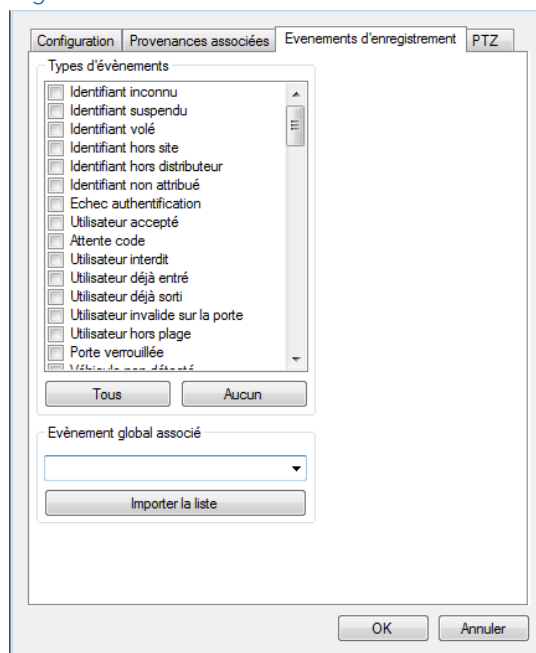 Configuration
Provenances associées
Evenements d'enregistrement
PTZ
Types d'évènements
Identifiant inconnu
Identifiant suspendu
Identifiant volé
Identifiant hors site
Identifiant hors distributeur
Identifiant non attribué
Echec authentification
Utilisateur accepté
Attente code
Utilisateur interdit
Utilisateur déjà entré
Utilisateur déjà sorti
Utilisateur invalide sur la porte
Utilisateur hors plage
Porte verrouillée
Véhicule non détecté
Tous
Aucun
Evènement global associé
Importer la liste
OK
Annuler